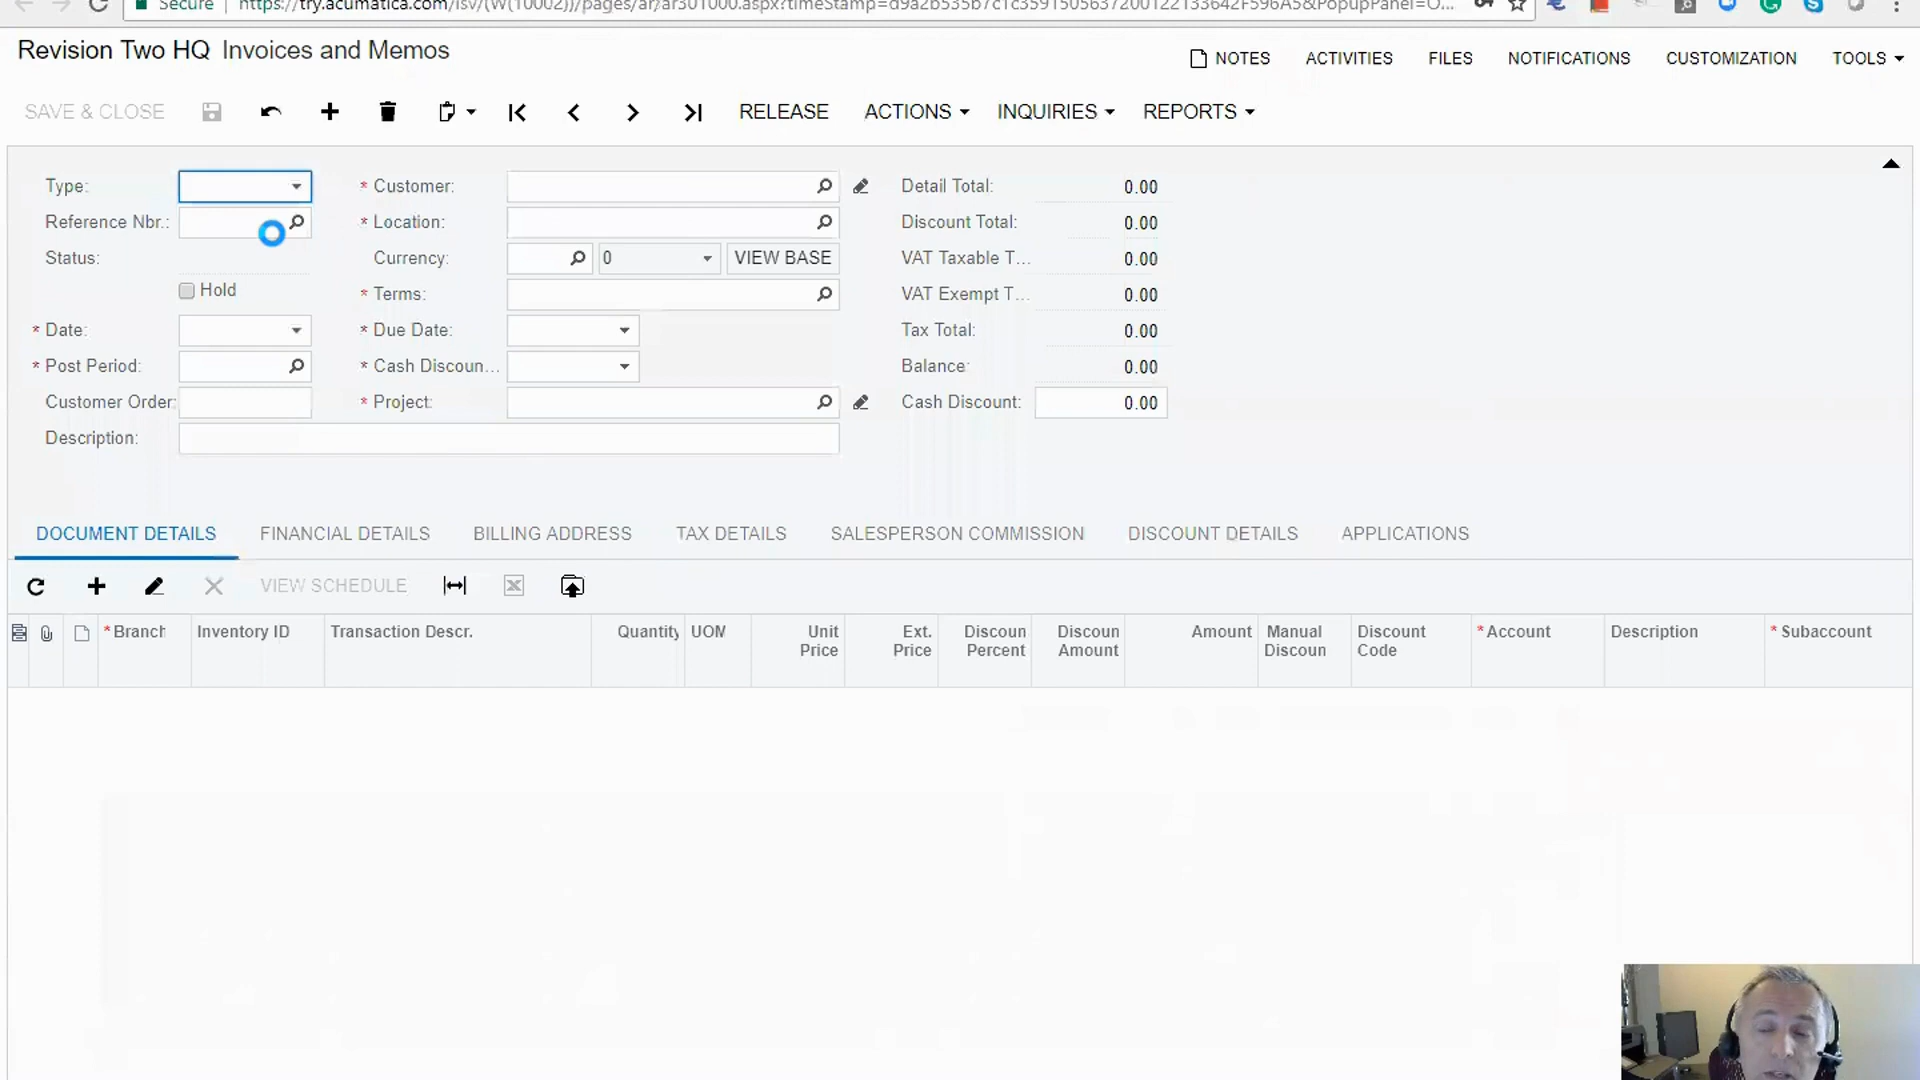 Secure | https://try.acumatica.com/isv/(W(10002))/pages/ar/ar301000.aspx?timeStamp=d9a2b535b7c1c35915056372001221336​42F596A5&PopupPanel=O...
Revision Two HQ Invoices and Memos
NOTES ACTIVITIES FILES NOTIFICATIONS CUSTOMIZATION TOOLS
SAVE & CLOSE RELEASE ACTIONS INQUIRIES REPORTS
Type: * Customer: Detail Total: 0.00
Reference Nbr.: * Location: Discount Total: 0.00
Status: Currency: 0 VIEW BASE VAT Taxable T... 0.00
Hold * Terms: VAT Exempt T... 0.00
* Date: * Due Date: Tax Total: 0.00
* Post Period: * Cash Discoun... Balance: 0.00
Customer Order: * Project: Cash Discount: 0.00
Description:
DOCUMENT DETAILS FINANCIAL DETAILS BILLING ADDRESS TAX DETAILS SALESPERSON COMMISSION DISCOUNT DETAILS APPLICATIONS
VIEW SCHEDULE
* Branch Inventory ID Transaction Descr. Quantity UOM Unit Price Ext. Price Discoun Percent Discoun Amount Amount Manual Discoun Discount Code * Account Description * Subaccount